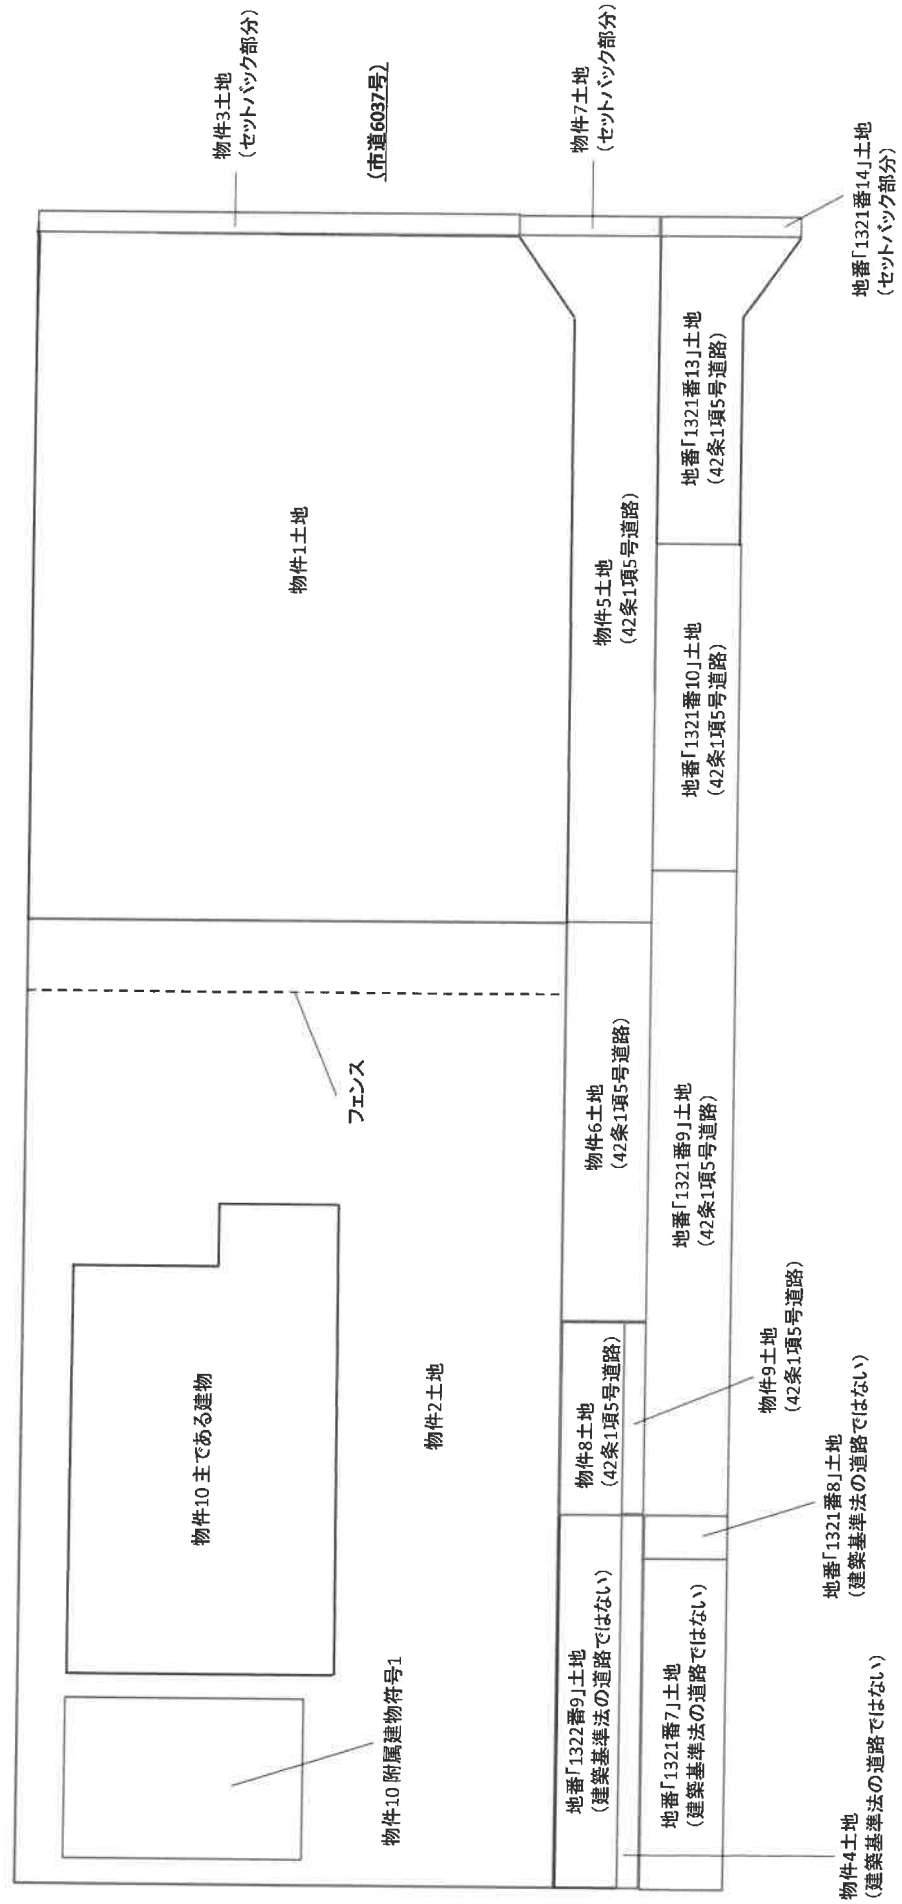 物件3土地
（セットバック部分）
（市道6037号）
物件7土地
（セットバック部分）
地番「1321番14」土地
（セットバック部分）
物件1土地
物件5土地
（42条1項5号道路）
地番「1321番13」土地
（42条1項5号道路）
地番「1321番10」土地
（42条1項5号道路）
フェンス
物件6土地
（42条1項5号道路）
地番「1321番9」土地
（42条1項5号道路）
物件10 主である建物
物件2土地
物件8土地
（42条1項5号道路）
物件9土地
（42条1項5号道路）
地番「1321番8」土地
（建築基準法の道路ではない）
物件10 附属建物符号1
地番「1322番9」土地
（建築基準法の道路ではない）
地番「1321番7」土地
（建築基準法の道路ではない）
物件4土地
（建築基準法の道路ではない）